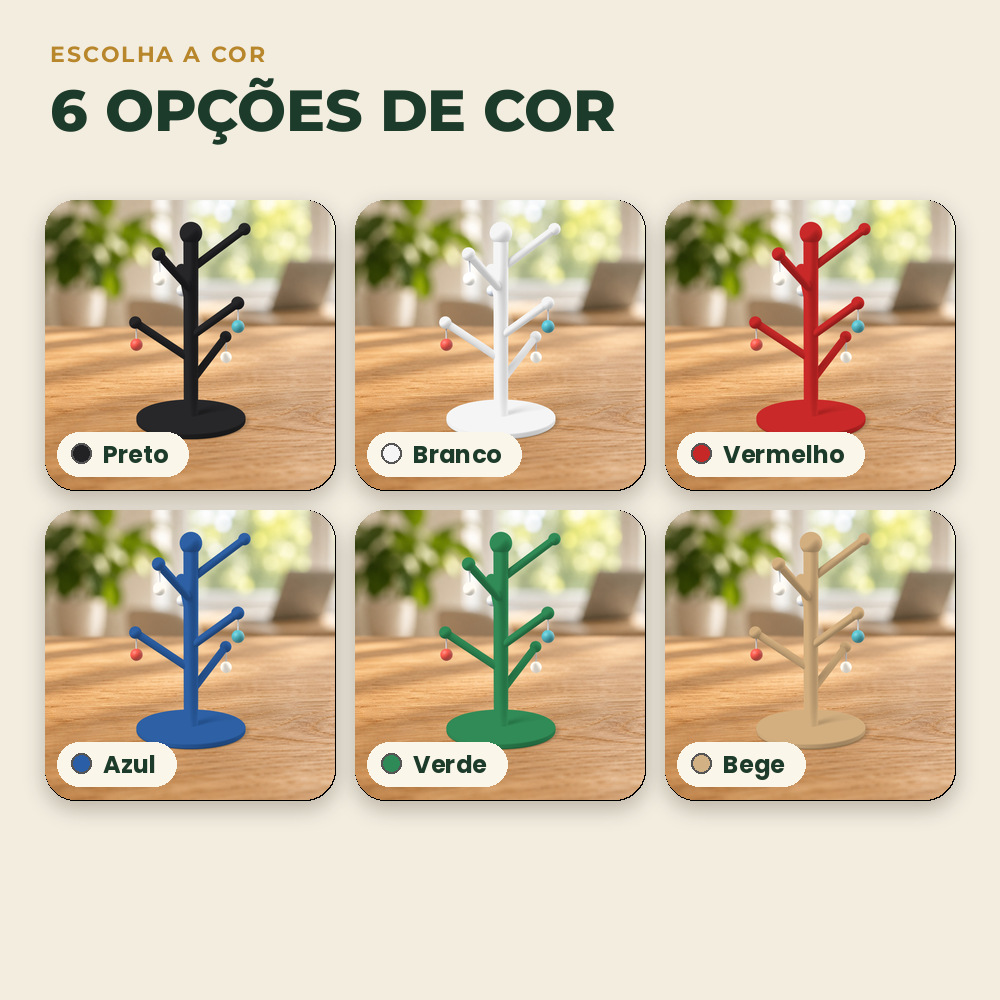 ESCOLHA A COR
6 OPÇÕES DE COR
Preto
Branco
Vermelho
Azul
Verde
Bege